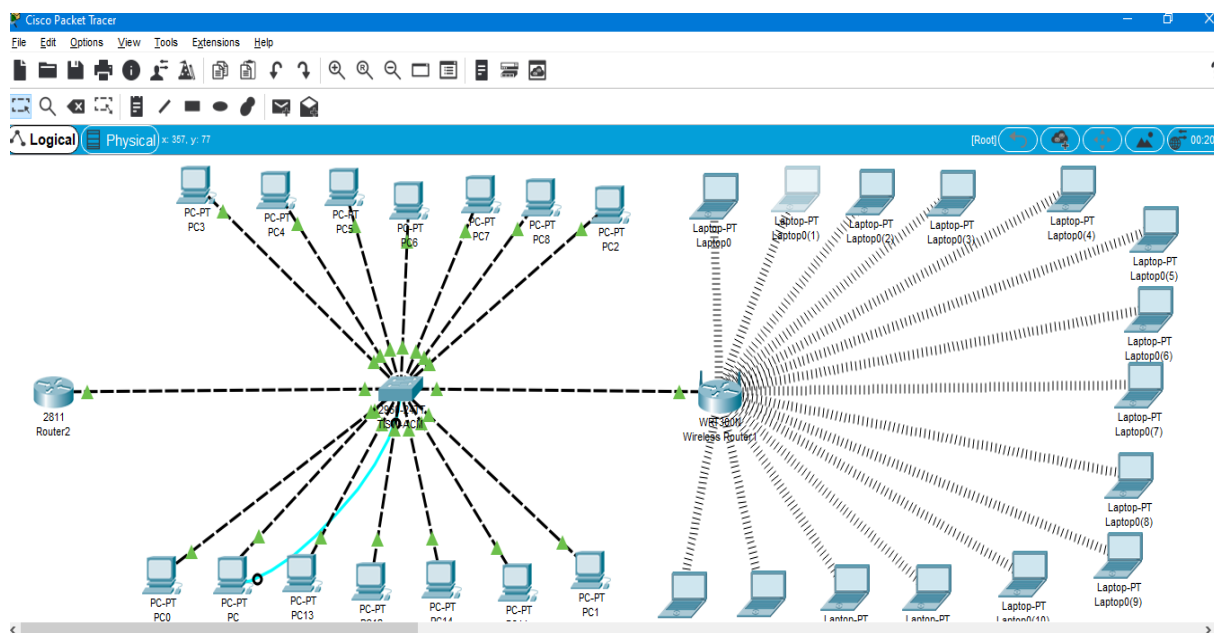 Cisco Packet Tracer
File Edit Options View Tools Extensions Help
Logical Physical x: 357, y: 77 [Root] 00:20
PC-PT
PC3
PC-PT
PC4
PC-PT
PC5
PC-PT
PC6
PC-PT
PC7
PC-PT
PC8
PC-PT
PC2
Laptop-PT
Laptop0
Laptop-PT
Laptop0(1)
Laptop-PT
Laptop0(2)
Laptop-PT
Laptop0(3)
Laptop-PT
Laptop0(4)
Laptop-PT
Laptop0(5)
Laptop-PT
Laptop0(6)
Laptop-PT
Laptop0(7)
Laptop-PT
Laptop0(8)
Laptop-PT
Laptop0(9)
Laptop-PT
Laptop0(10)
2811
Router2
WRT300N
Wireless Router1
PC-PT
PC0
PC-PT
PC
PC-PT
PC13
PC-PT
PC-PT
PC14
PC-PT
PC-PT
PC1
Laptop-PT
Laptop-PT